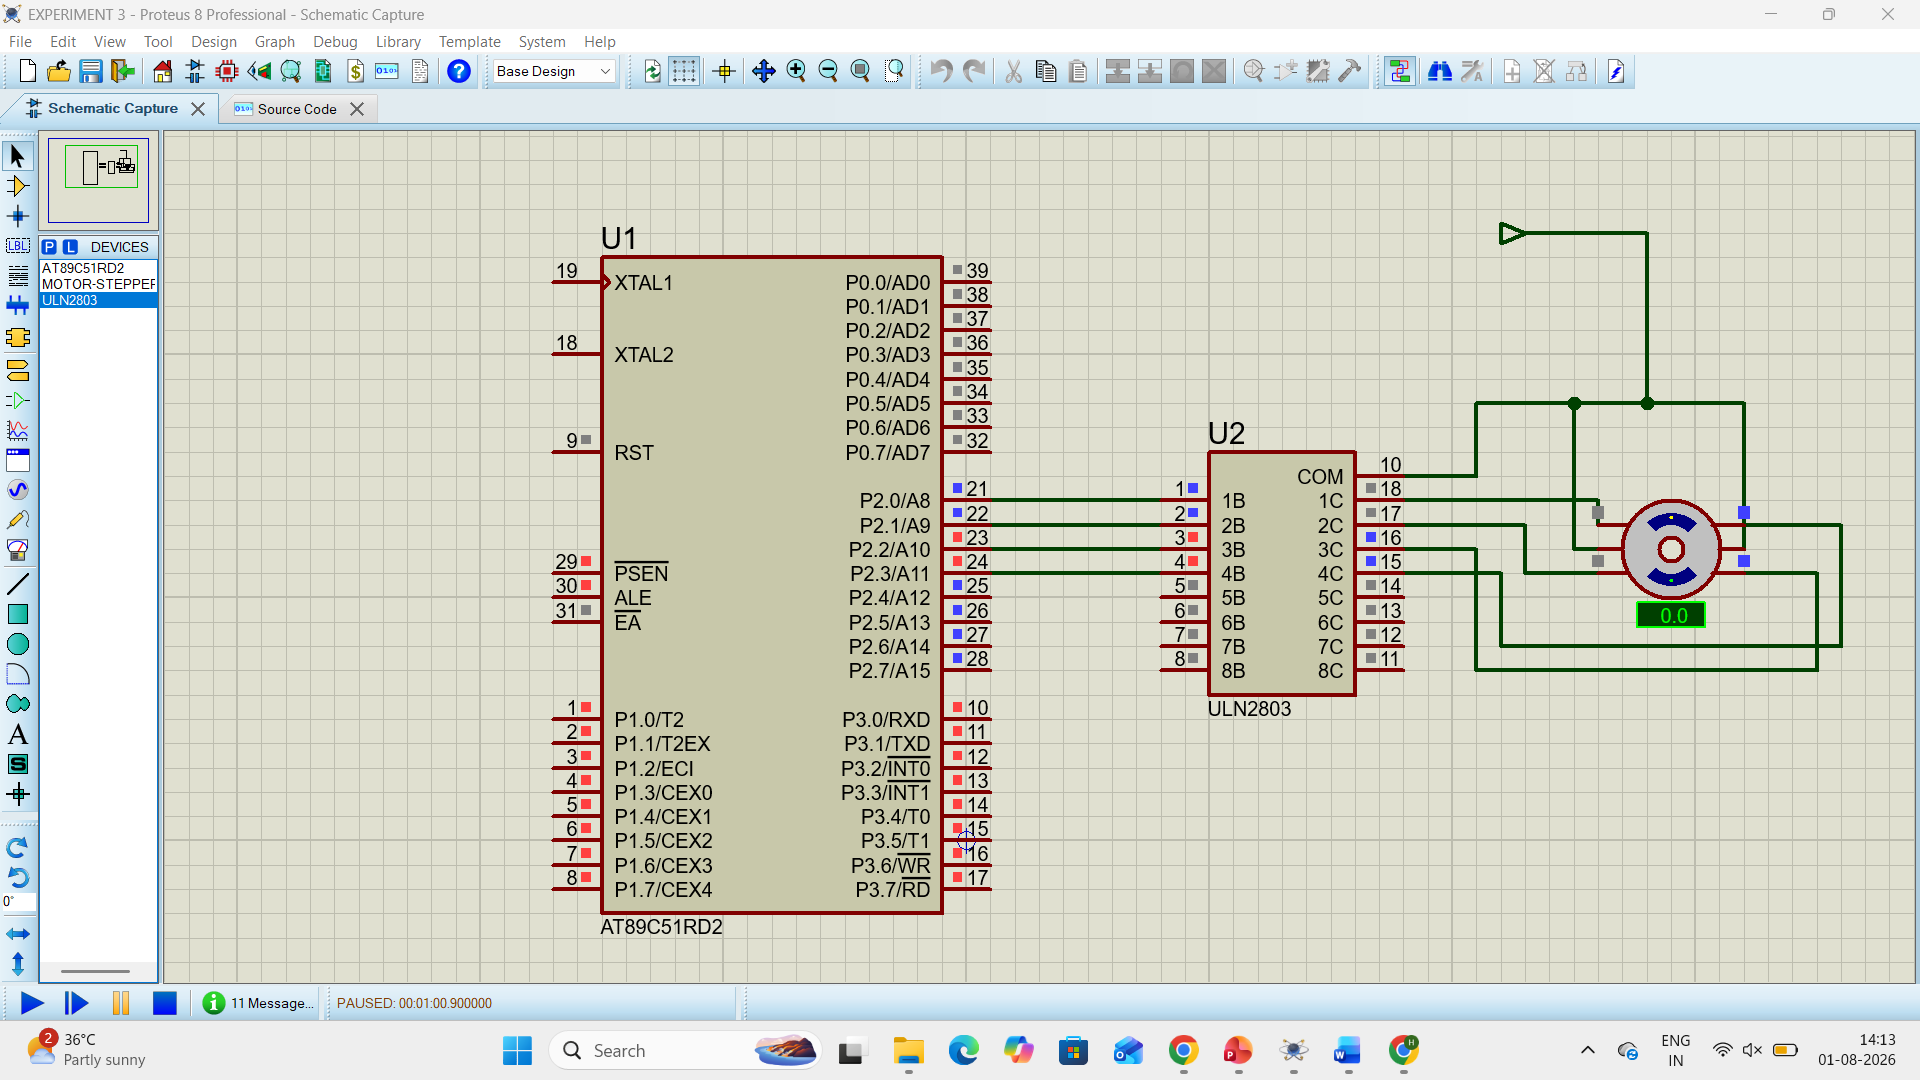 EXPERIMENT 3 - Proteus 8 Professional - Schematic Capture
File Edit View Tool Design Graph Debug Library Template System Help
Base Design
Schematic Capture
Source Code
P L DEVICES
AT89C51RD2
MOTOR-STEPPER
ULN2803
LBL
A
S
0°
U1
19 XTAL1
18 XTAL2
9 RST
29 PSEN
30 ALE
31 EA
1 P1.0/T2
2 P1.1/T2EX
3 P1.2/ECI
4 P1.3/CEX0
5 P1.4/CEX1
6 P1.5/CEX2
7 P1.6/CEX3
8 P1.7/CEX4
P0.0/AD0 39
P0.1/AD1 38
P0.2/AD2 37
P0.3/AD3 36
P0.4/AD4 35
P0.5/AD5 34
P0.6/AD6 33
P0.7/AD7 32
P2.0/A8 21
P2.1/A9 22
P2.2/A10 23
P2.3/A11 24
P2.4/A12 25
P2.5/A13 26
P2.6/A14 27
P2.7/A15 28
P3.0/RXD 10
P3.1/TXD 11
P3.2/INT0 12
P3.3/INT1 13
P3.4/T0 14
P3.5/T1 15
P3.6/WR 16
P3.7/RD 17
AT89C51RD2
U2
COM 10
1 1B 1C 18
2 2B 2C 17
3 3B 3C 16
4 4B 4C 15
5 5B 5C 14
6 6B 6C 13
7 7B 7C 12
8 8B 8C 11
ULN2803
0.0
11 Message...
PAUSED: 00:01:00.900000
2
36°C
Partly sunny
Search
ENG
IN
14:13
01-08-2026